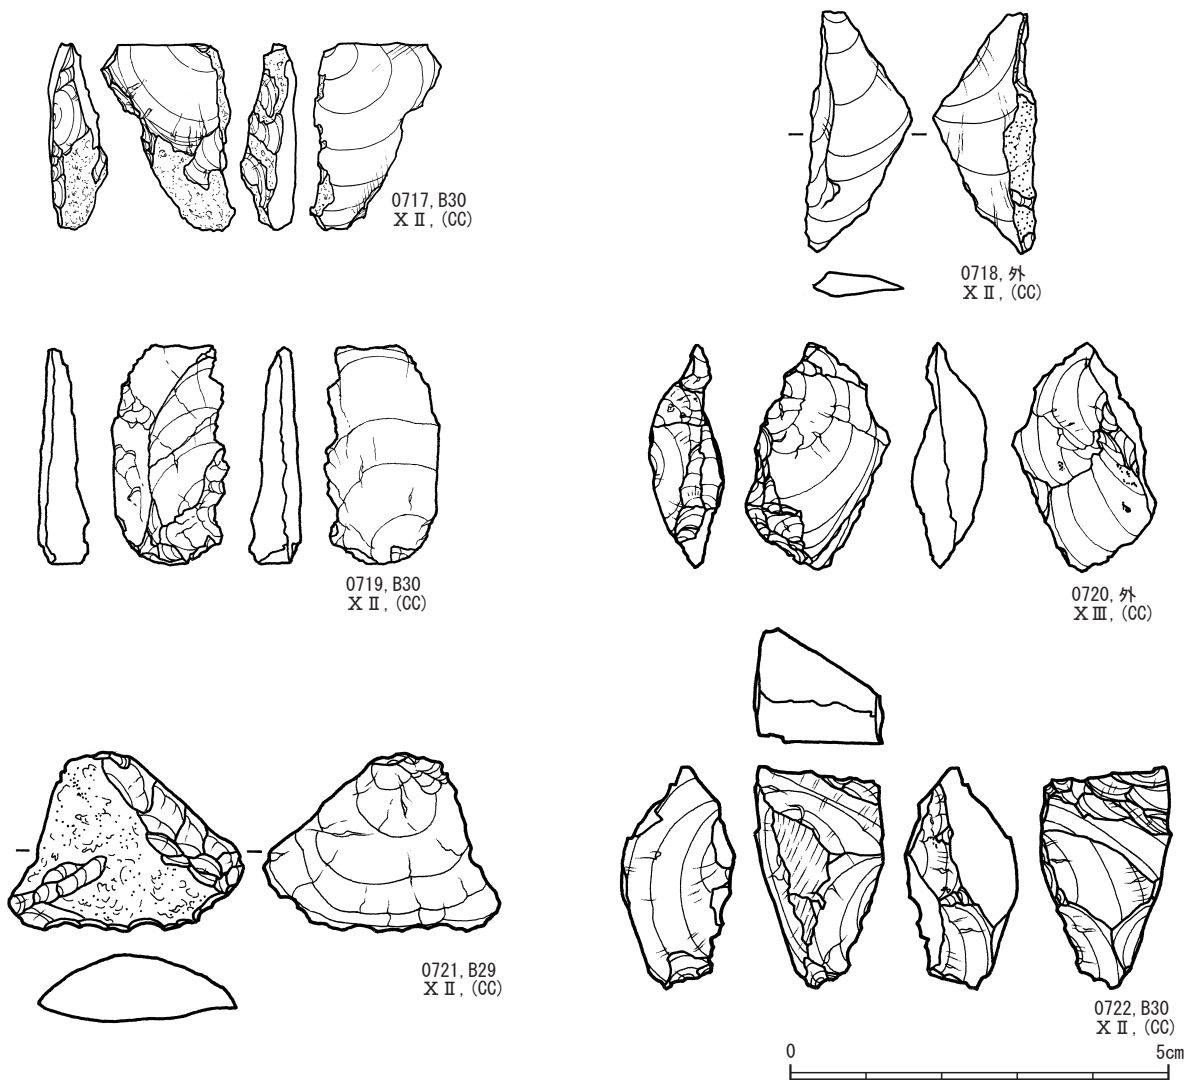 0717, B30
ⅩⅡ, (CC)
0718, 外
ⅩⅡ, (CC)
0719, B30
ⅩⅡ, (CC)
0720, 外
ⅩⅢ, (CC)
0721, B29
ⅩⅡ, (CC)
0722, B30
ⅩⅡ, (CC)
0 5cm